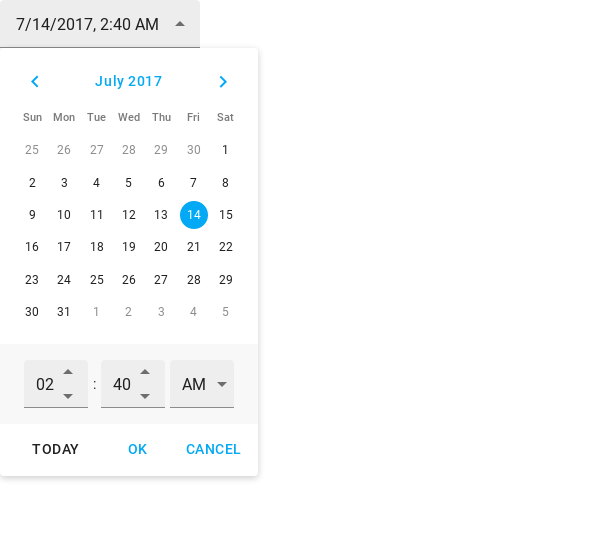 7/14/2017, 2:40 AM
July 2017
Sun Mon Tue Wed Thu Fri Sat
25 26 27 28 29 30 1
2 3 4 5 6 7 8
9 10 11 12 13 14 15
16 17 18 19 20 21 22
23 24 25 26 27 28 29
30 31 1 2 3 4 5
02 : 40 AM
TODAY OK CANCEL